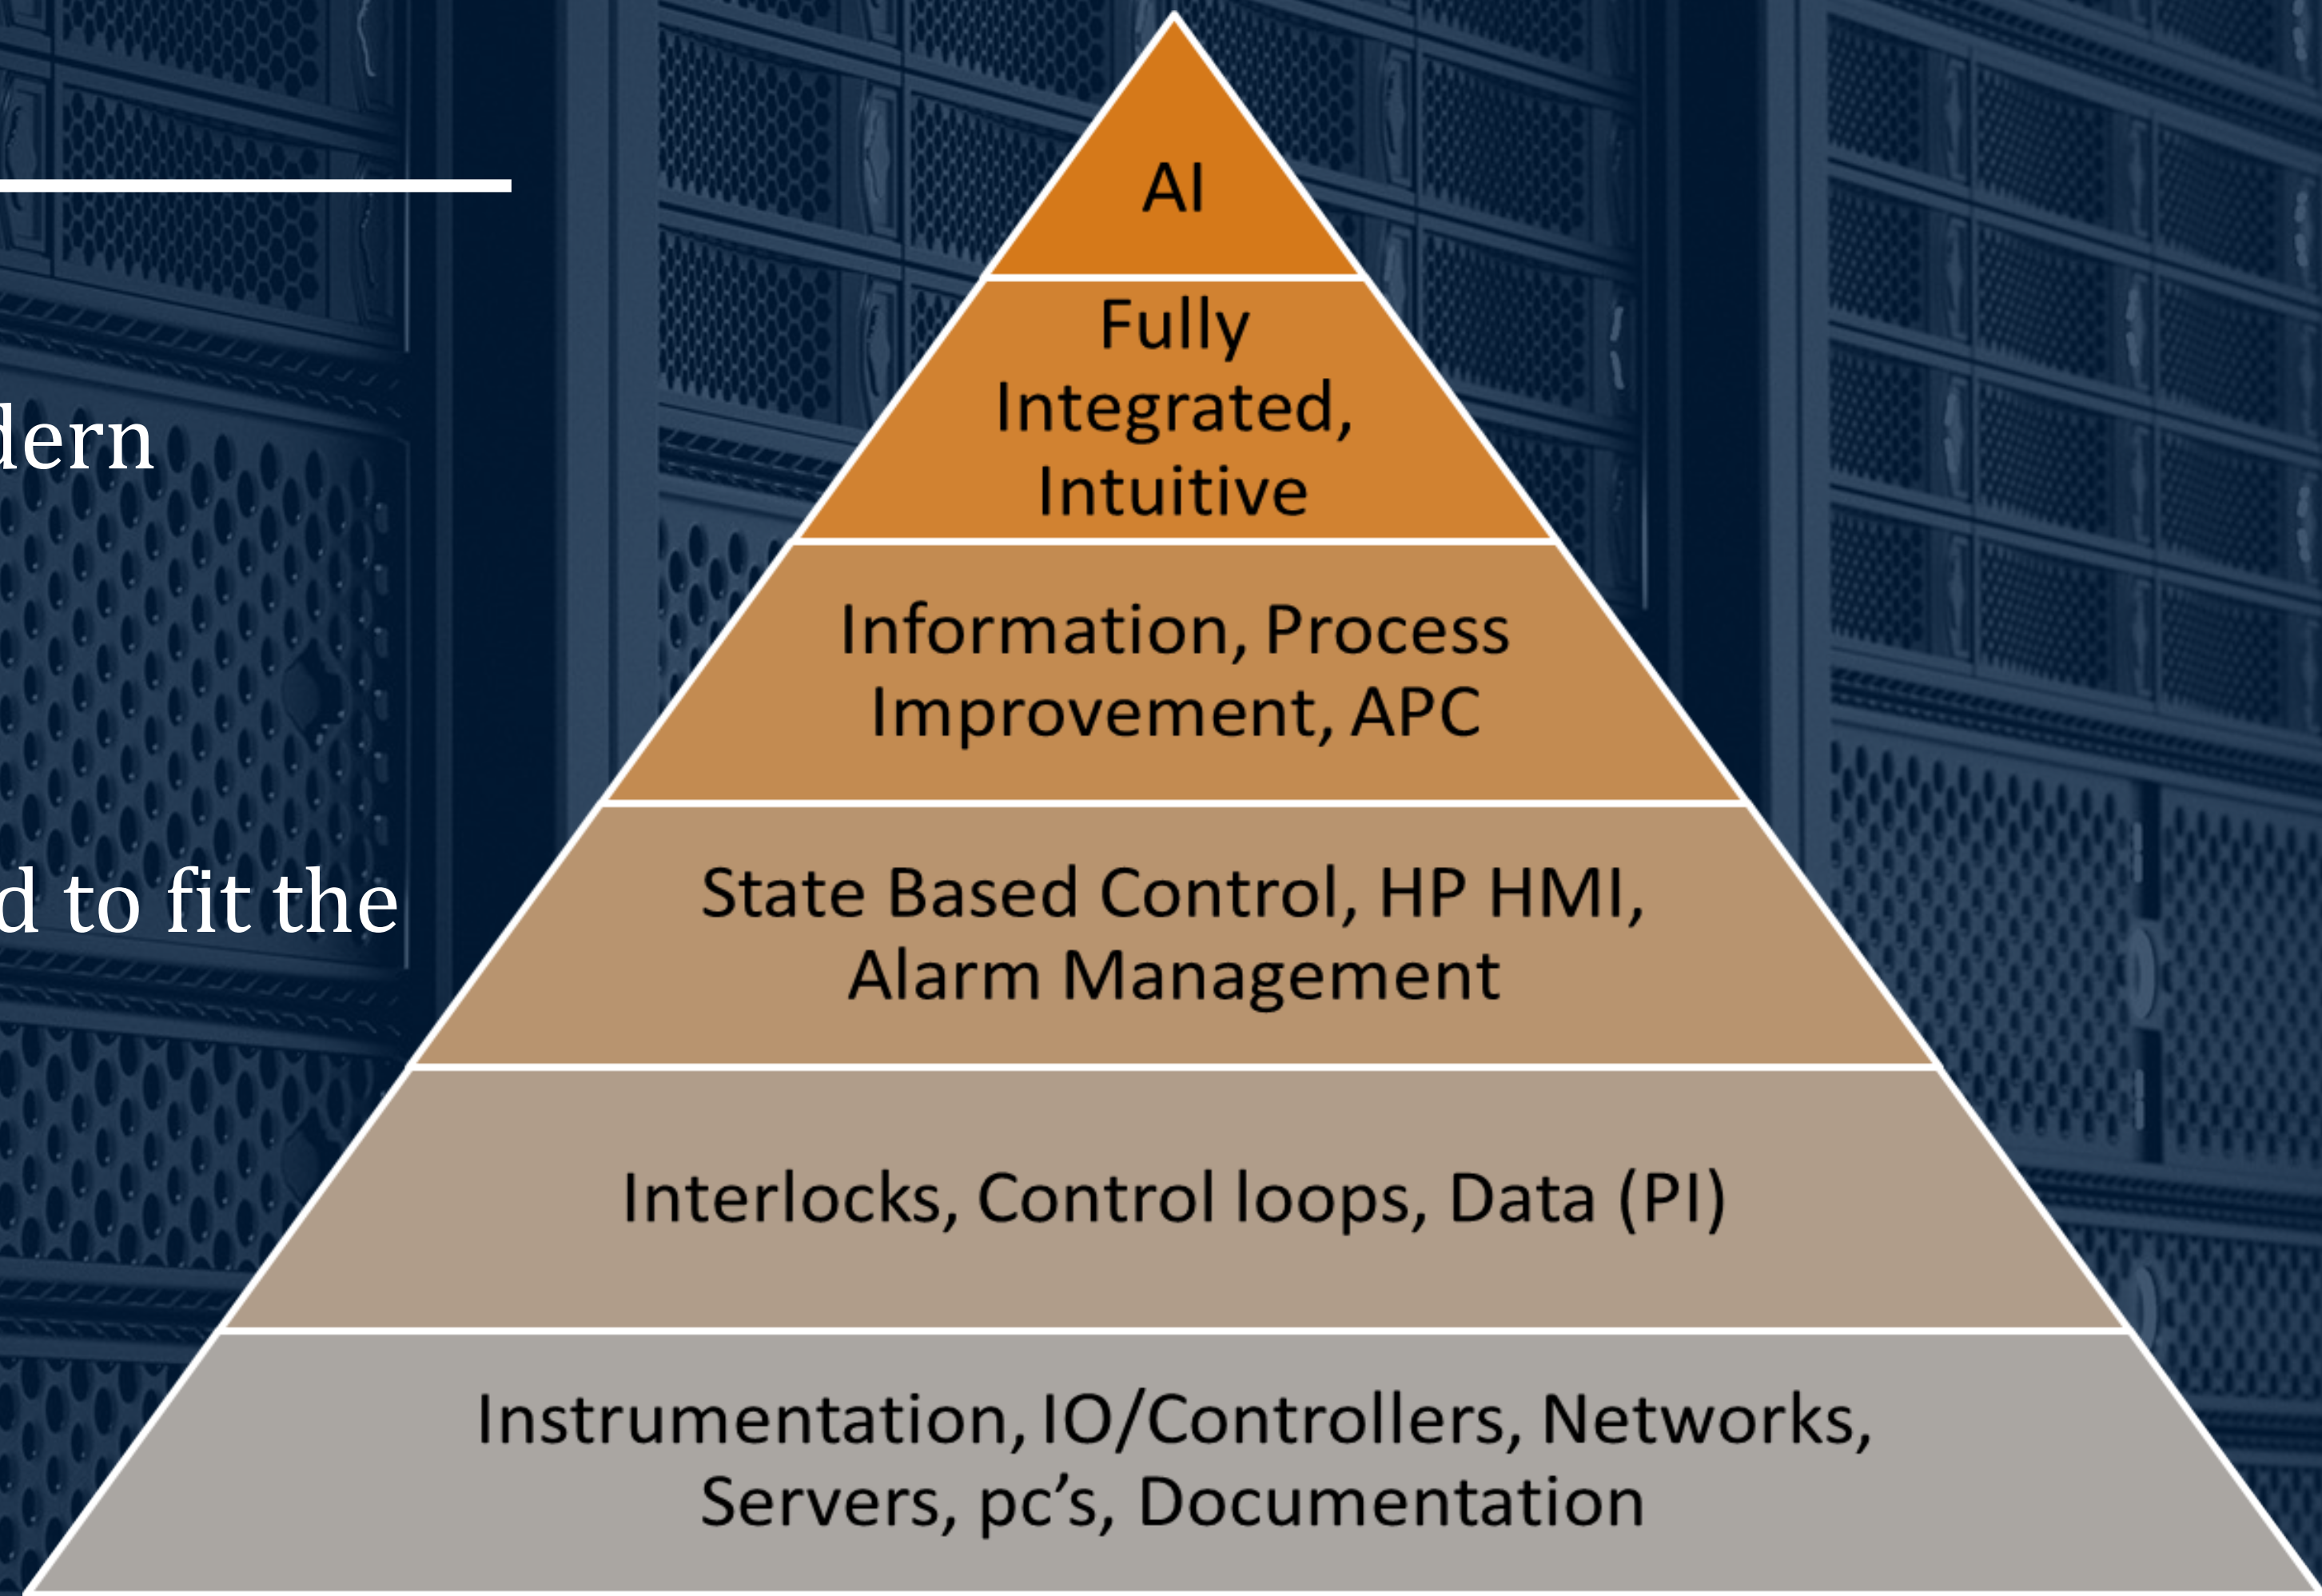 AI
Fully
Integrated,
Intuitive
dern
Information, Process
Improvement, APC
State Based Control, HP HMI,
Alarm Management
d to fit the
Interlocks, Control loops, Data (PI)
Instrumentation, IO/Controllers, Networks,
Servers, pc’s, Documentation